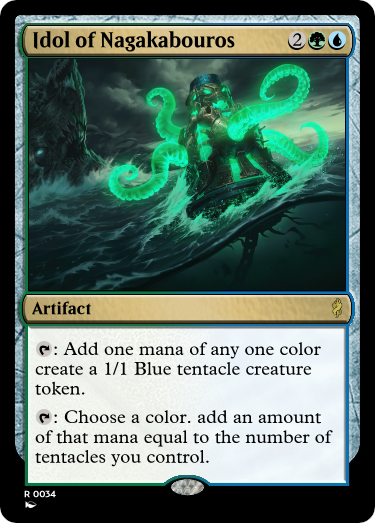 Idol of Nagakabouros 2
Artifact
: Add one mana of any one color
create a 1/1 Blue tentacle creature
token.
: Choose a color. add an amount
of that mana equal to the number of
tentacles you control.
R 0034